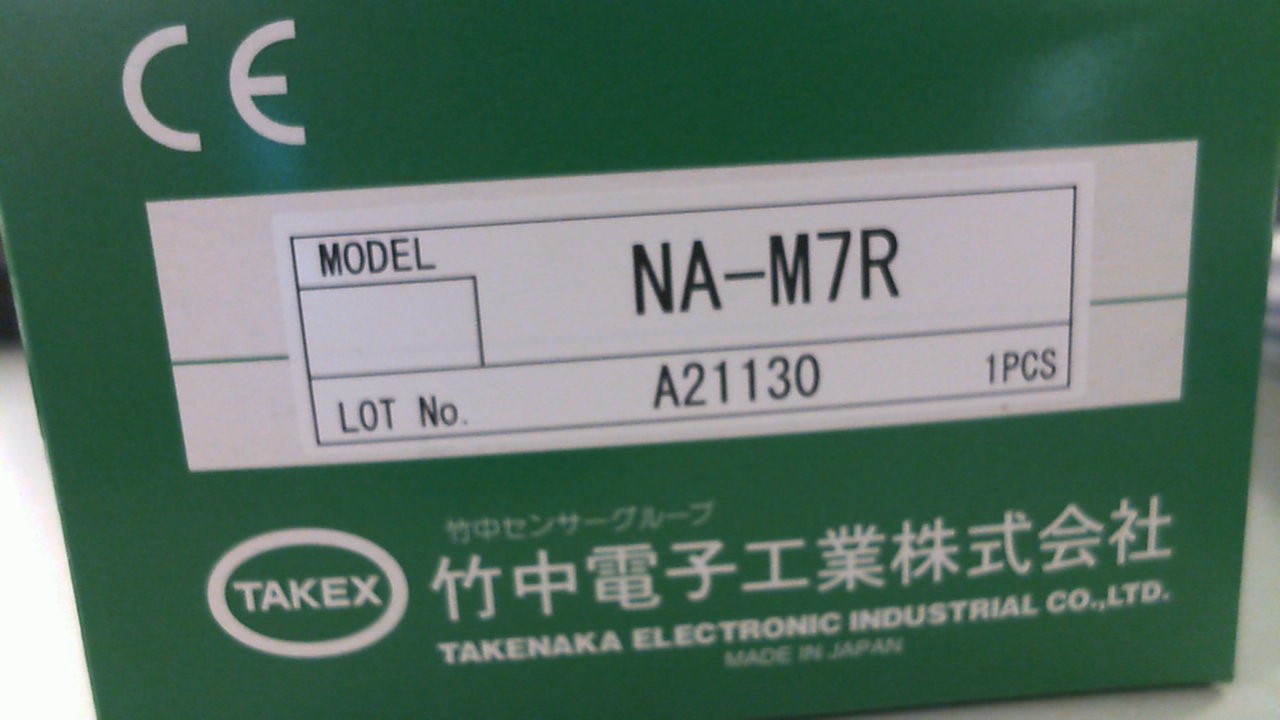 CE
MODEL
NA-M7R
LOT No.
A21130
1PCS
竹中センサーグループ
TAKEX
竹中電子工業株式会社
TAKENAKA ELECTRONIC INDUSTRIAL CO.,LTD.
MADE IN JAPAN